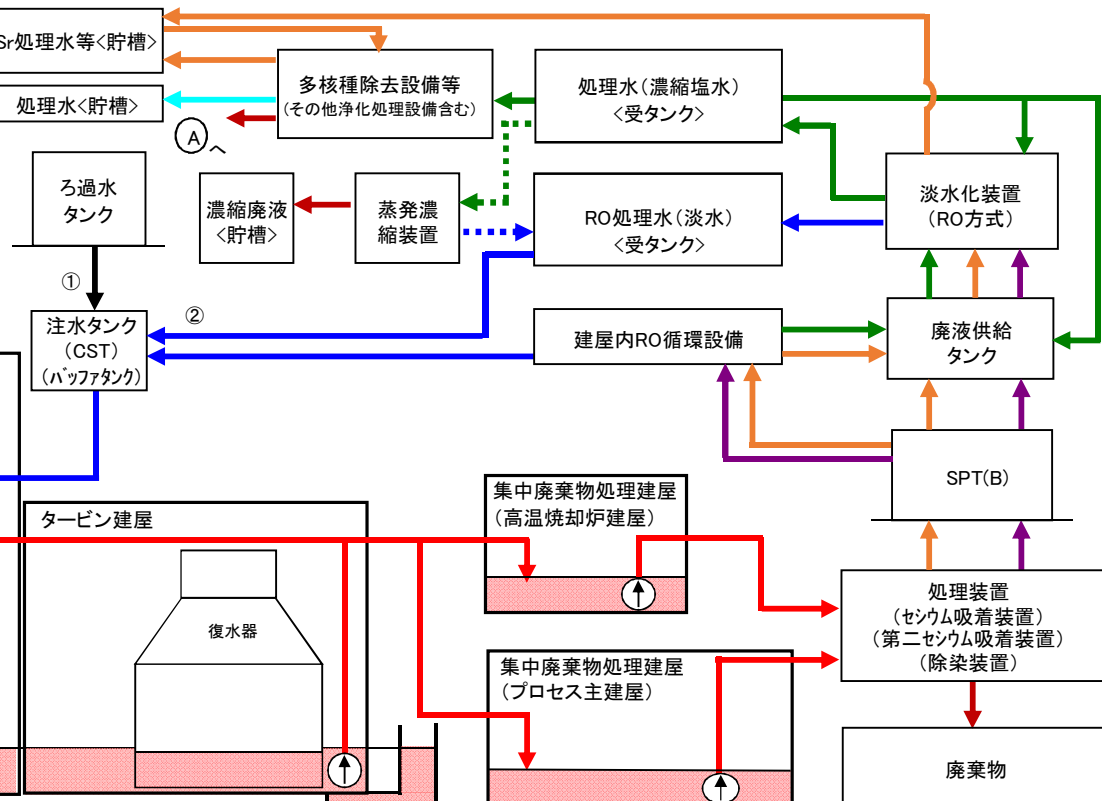 Sr処理水等<貯槽>
処理水<貯槽>
多核種除去設備等
(その他浄化処理設備含む)
処理水(濃縮塩水)
<受タンク>
Aへ
ろ過水
タンク
濃縮廃液
<貯槽>
蒸発濃
縮装置
RO処理水(淡水)
<受タンク>
淡水化装置
(RO方式)
①
②
注水タンク
(CST)
(バッファタンク)
建屋内RO循環設備
廃液供給
タンク
SPT(B)
タービン建屋
復水器
集中廃棄物処理建屋
(高温焼却炉建屋)
処理装置
(セシウム吸着装置)
(第二セシウム吸着装置)
(除染装置)
集中廃棄物処理建屋
(プロセス主建屋)
廃棄物